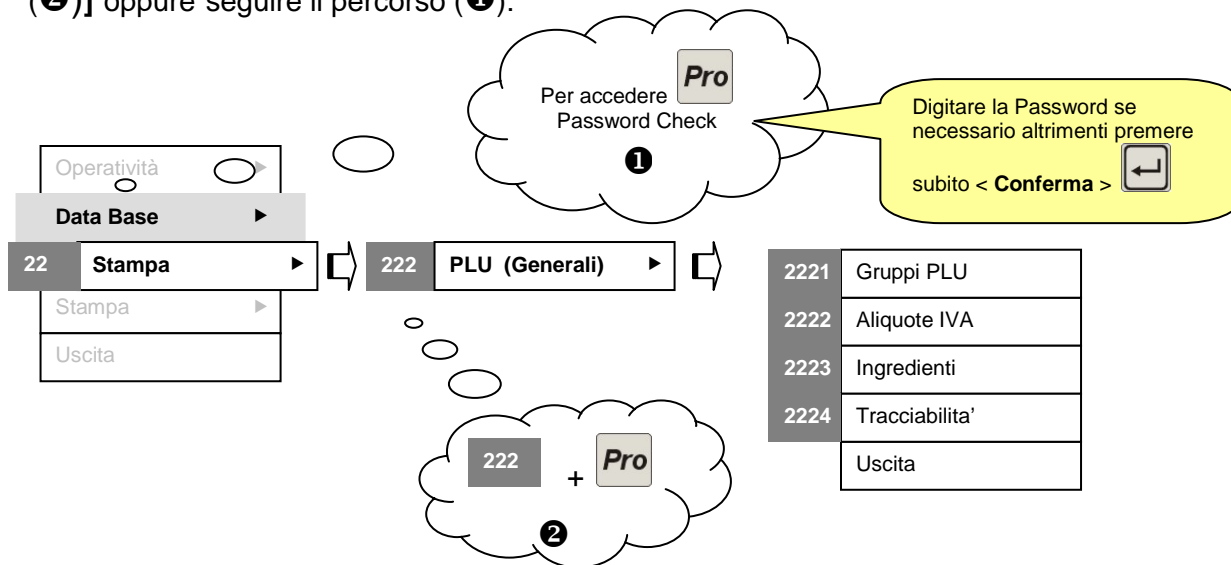 (❷)] oppure seguire il percorso (❶).
Per accedere Pro
Password Check
❶
Digitare la Password se
necessario altrimenti premere
subito < Conferma >
Operatività
Data Base
22 Stampa
Stampa
Uscita
222 PLU (Generali)
222 + Pro
❷
2221 Gruppi PLU
2222 Aliquote IVA
2223 Ingredienti
2224 Tracciabilita’
Uscita